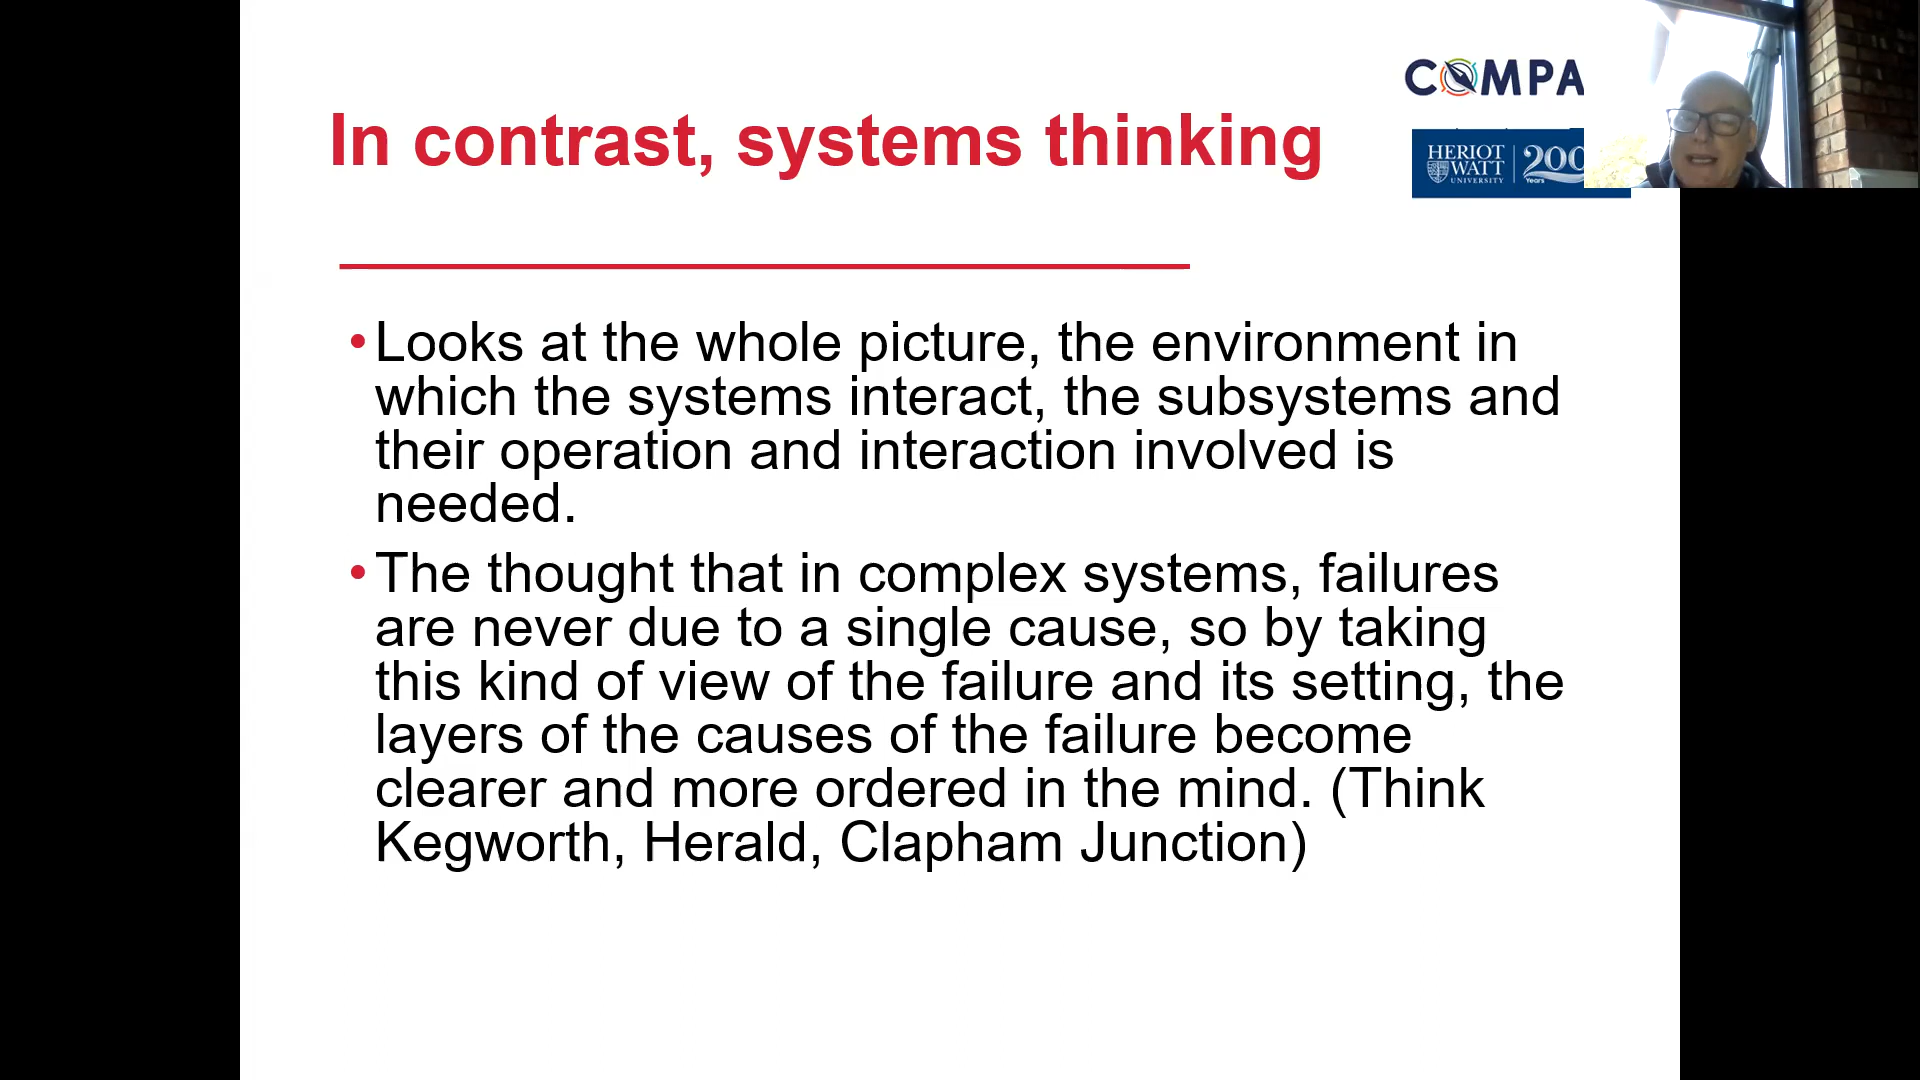 In contrast, systems thinking
COMPA
HERIOT
WATT
UNIVERSITY
200
Years
•Looks at the whole picture, the environment in
which the systems interact, the subsystems and
their operation and interaction involved is
needed.
•The thought that in complex systems, failures
are never due to a single cause, so by taking
this kind of view of the failure and its setting, the
layers of the causes of the failure become
clearer and more ordered in the mind. (Think
Kegworth, Herald, Clapham Junction)